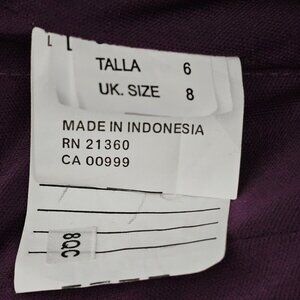 TALLA 6
UK. SIZE 8
MADE IN INDONESIA
RN 21360
CA 00999
8QC